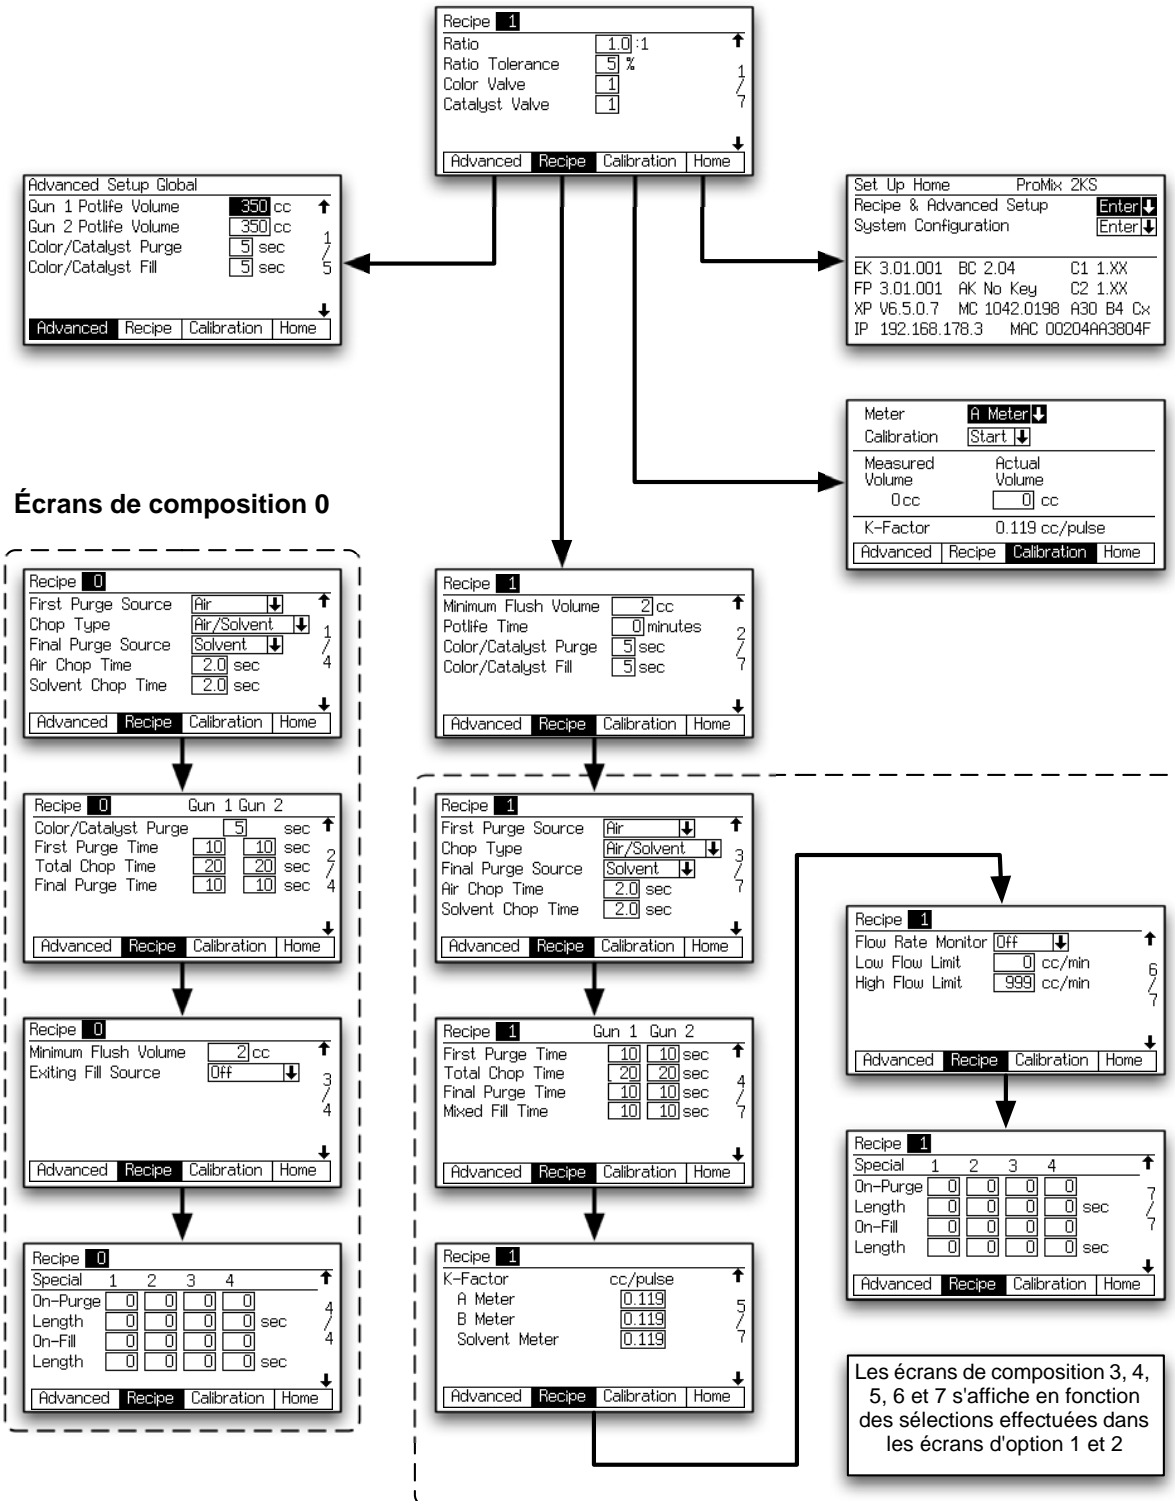 Recipe 1
Ratio 1.0 :1
Ratio Tolerance 5 %
Color Valve 1
Catalyst Valve 1
1/7
Advanced Recipe Calibration Home
Advanced Setup Global
Gun 1 Potlife Volume 350 cc
Gun 2 Potlife Volume 350 cc
Color/Catalyst Purge 5 sec
Color/Catalyst Fill 5 sec
1/5
Advanced Recipe Calibration Home
Set Up Home ProMix 2KS
Recipe & Advanced Setup Enter
System Configuration Enter
EK 3.01.001 BC 2.04 C1 1.XX
FP 3.01.001 AK No Key C2 1.XX
XP V6.5.0.7 MC 1042.0198 A30 B4 Cx
IP 192.168.178.3 MAC 00204AA3804F
Meter A Meter
Calibration Start
Measured Actual
Volume Volume
0 cc 0 cc
K-Factor 0.119 cc/pulse
Advanced Recipe Calibration Home
Écrans de composition 0
Recipe 0
First Purge Source Air
Chop Type Air/Solvent
Final Purge Source Solvent
Air Chop Time 2.0 sec
Solvent Chop Time 2.0 sec
1/4
Advanced Recipe Calibration Home
Recipe 0 Gun 1 Gun 2
Color/Catalyst Purge 5 sec
First Purge Time 10 10 sec
Total Chop Time 20 20 sec
Final Purge Time 10 10 sec
2/4
Advanced Recipe Calibration Home
Recipe 0
Minimum Flush Volume 2 cc
Exiting Fill Source Off
3/4
Advanced Recipe Calibration Home
Recipe 0
Special 1 2 3 4
On-Purge 0 0 0 0
Length 0 0 0 0 sec
On-Fill 0 0 0 0
Length 0 0 0 0 sec
4/4
Advanced Recipe Calibration Home
Recipe 1
Minimum Flush Volume 2 cc
Potlife Time 0 minutes
Color/Catalyst Purge 5 sec
Color/Catalyst Fill 5 sec
2/7
Advanced Recipe Calibration Home
Recipe 1
First Purge Source Air
Chop Type Air/Solvent
Final Purge Source Solvent
Air Chop Time 2.0 sec
Solvent Chop Time 2.0 sec
3/7
Advanced Recipe Calibration Home
Recipe 1 Gun 1 Gun 2
First Purge Time 10 10 sec
Total Chop Time 20 20 sec
Final Purge Time 10 10 sec
Mixed Fill Time 10 10 sec
4/7
Advanced Recipe Calibration Home
Recipe 1
K-Factor cc/pulse
A Meter 0.119
B Meter 0.119
Solvent Meter 0.119
5/7
Advanced Recipe Calibration Home
Recipe 1
Flow Rate Monitor Off
Low Flow Limit 0 cc/min
High Flow Limit 999 cc/min
6/7
Advanced Recipe Calibration Home
Recipe 1
Special 1 2 3 4
On-Purge 0 0 0 0
Length 0 0 0 0 sec
On-Fill 0 0 0 0
Length 0 0 0 0 sec
7/7
Advanced Recipe Calibration Home
Les écrans de composition 3, 4,
5, 6 et 7 s'affiche en fonction
des sélections effectuées dans
les écrans d'option 1 et 2